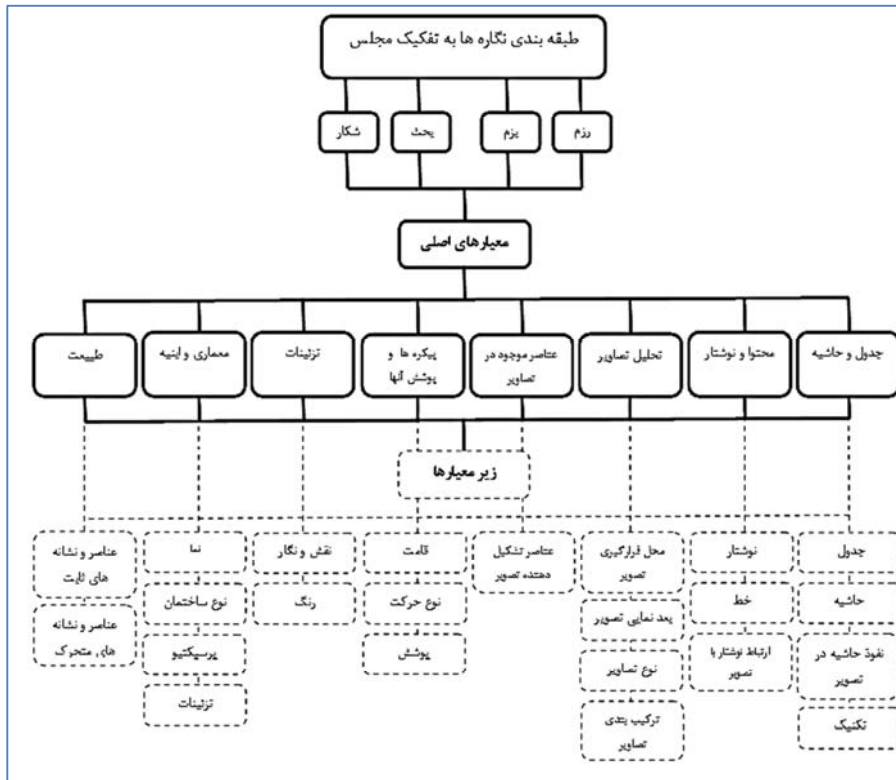 طبقه بندی نگاره ها به تفکیک مجلس
رزم
بزم
بحث
شکار
معیارهای اصلی
جدول و حاشیه
محتوا و نوشتار
تحلیل تصاویر
عناصر موجود در
تصاویر
پیکره ها و
پوشش آنها
تزئینات
معماری و ابنیه
طبیعت
زیر معیارها
جدول
حاشیه
نفوذ حاشیه در
تصویر
تکنیک
نوشتار
خط
ارتباط نوشتار با
تصویر
محل قرارگیری
تصویر
بعد نمایی تصویر
نوع تصاویر
ترکیب بندی
تصاویر
عناصر تشکیل
دهنده تصویر
قامت
نوع حرکت
پوشش
نقش و نگار
رنگ
نما
نوع ساختمان
پرسپکتیو
تزئینات
عناصر و نشانه
های ثابت
عناصر و نشانه
های متحرک